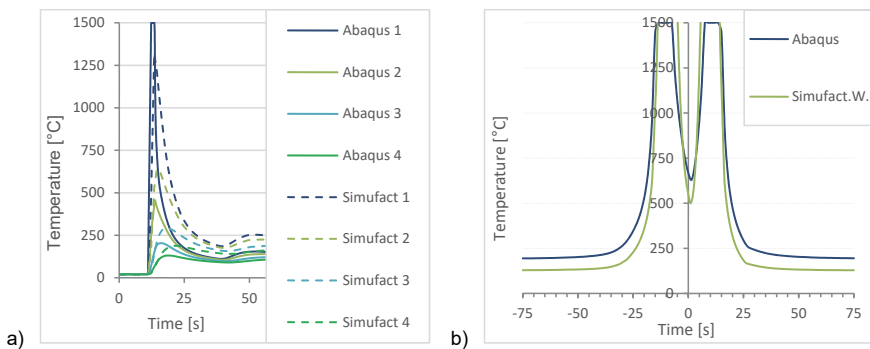 a)
Temperature [°C]
1500
1250
1000
750
500
250
0
0
25
50
Time [s]
Abaqus 1
Abaqus 2
Abaqus 3
Abaqus 4
Simufact 1
Simufact 2
Simufact 3
Simufact 4
b)
Temperature [°C]
1500
1250
1000
750
500
250
0
-75
-50
-25
0
25
50
75
Time [s]
Abaqus
Simufact.W.